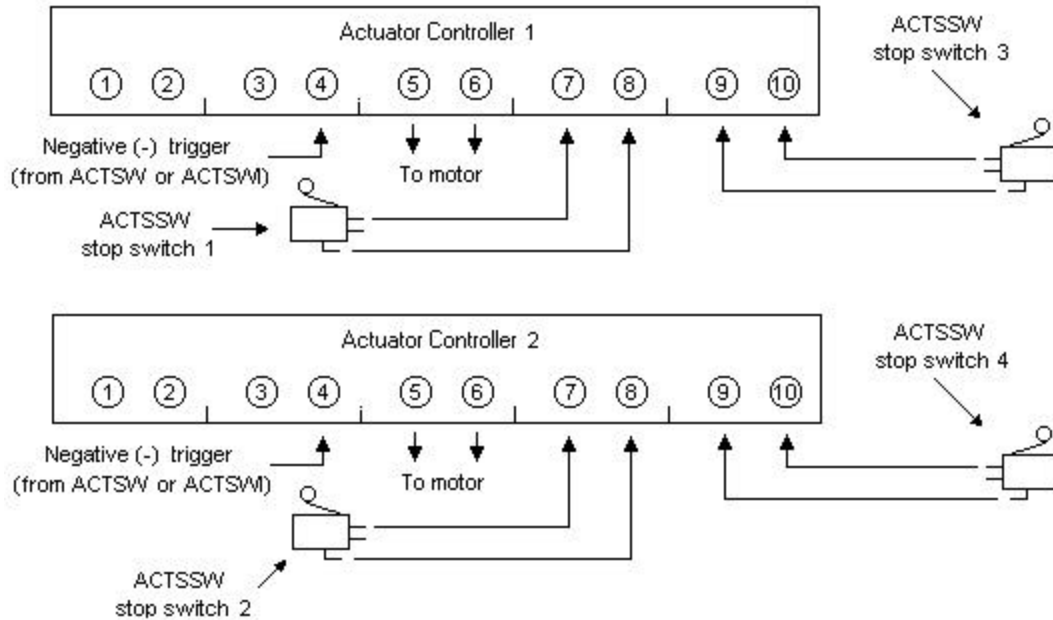 Actuator Controller 1
ACTSSW
stop switch 3
1 2 3 4 5 6 7 8 9 10
Negative (-) trigger
(from ACTSW or ACTSWI)
To motor
ACTSSW
stop switch 1
Actuator Controller 2
ACTSSW
stop switch 4
1 2 3 4 5 6 7 8 9 10
Negative (-) trigger
(from ACTSW or ACTSWI)
To motor
ACTSSW
stop switch 2